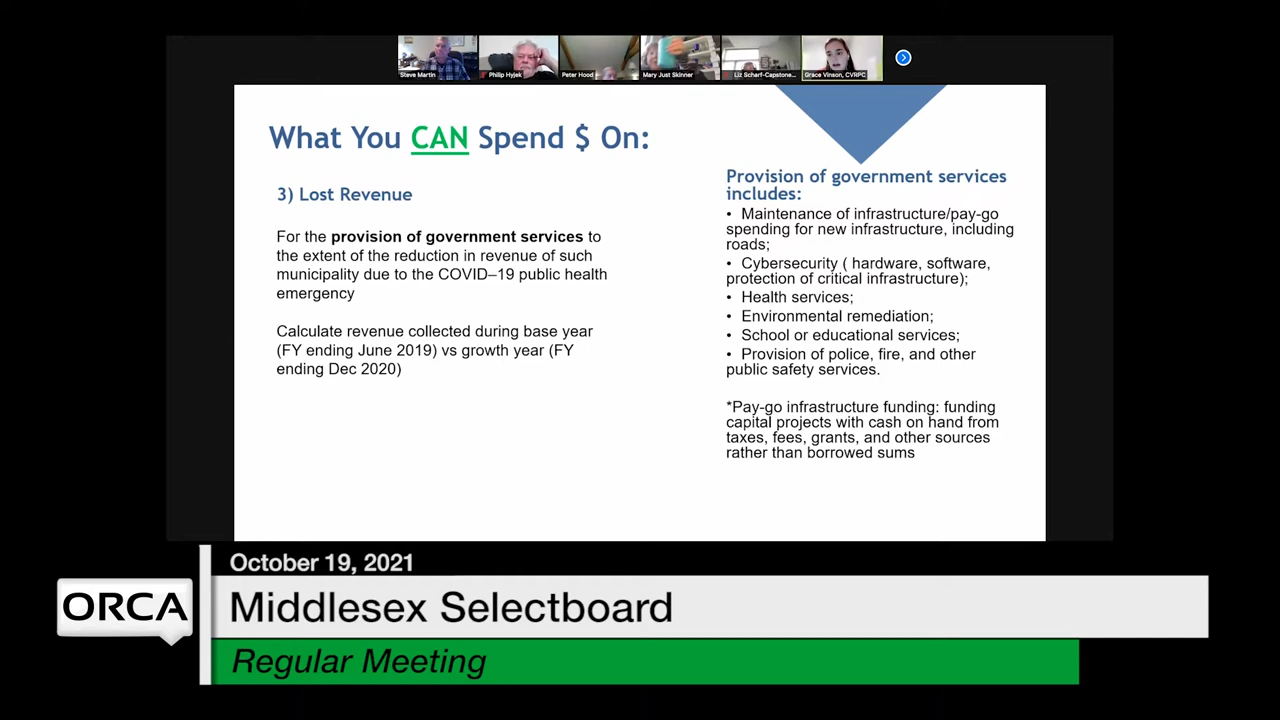 Steve Martin
Philip Hyjek
Peter Hood
Mary Just Skinner
Liz Scharf-Capstone...
Grace Vinson, CVRPC
What You CAN Spend $ On:
3) Lost Revenue
For the provision of government services to
the extent of the reduction in revenue of such
municipality due to the COVID–19 public health
emergency
Calculate revenue collected during base year
(FY ending June 2019) vs growth year (FY
ending Dec 2020)
Provision of government services
includes:
• Maintenance of infrastructure/pay-go
spending for new infrastructure, including
roads;
• Cybersecurity ( hardware, software,
protection of critical infrastructure);
• Health services;
• Environmental remediation;
• School or educational services;
• Provision of police, fire, and other
public safety services.
*Pay-go infrastructure funding: funding
capital projects with cash on hand from
taxes, fees, grants, and other sources
rather than borrowed sums
October 19, 2021
ORCA
Middlesex Selectboard
Regular Meeting